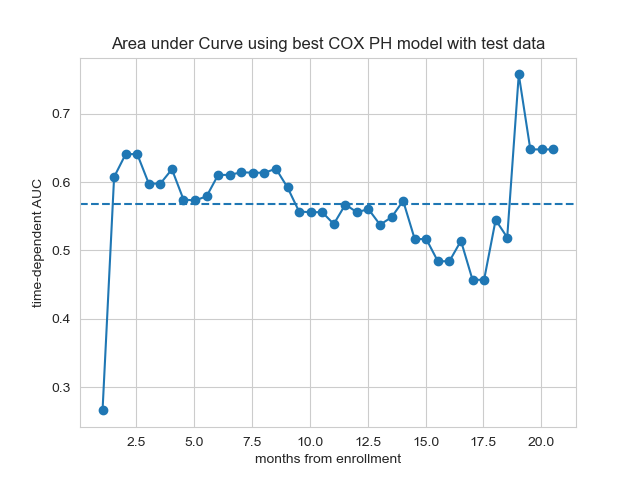 Area under Curve using best COX PH model with test data
time-dependent AUC
0.7
0.6
0.5
0.4
0.3
2.5 5.0 7.5 10.0 12.5 15.0 17.5 20.0
months from enrollment